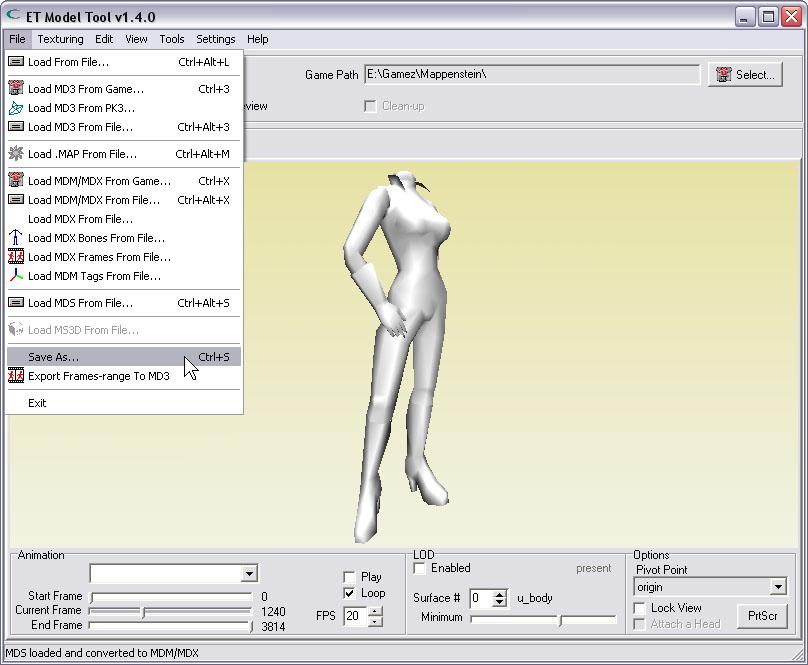 ET Model Tool v1.4.0
File Texturing Edit View Tools Settings Help
Load From File... Ctrl+Alt+L
Load MD3 From Game... Ctrl+3
Load MD3 From PK3...
Load MD3 From File... Ctrl+Alt+3
Load .MAP From File... Ctrl+Alt+M
Load MDM/MDX From Game... Ctrl+X
Load MDM/MDX From File... Ctrl+Alt+X
Load MDX From File...
Load MDX Bones From File...
Load MDX Frames From File...
Load MDM Tags From File...
Load MDS From File... Ctrl+Alt+S
Load MS3D From File...
Save As... Ctrl+S
Export Frames-range To MD3
Exit
Game Path E:\Gamez\Mappenstein\ Select...
eview Clean-up
Animation
Start Frame 0
Current Frame 1240
End Frame 3814
Play
Loop
FPS 20
LOD
Enabled present
Surface # 0 u_body
Minimum
Options
Pivot Point
origin
Lock View
Attach a Head
PrtScr
MDS loaded and converted to MDM/MDX